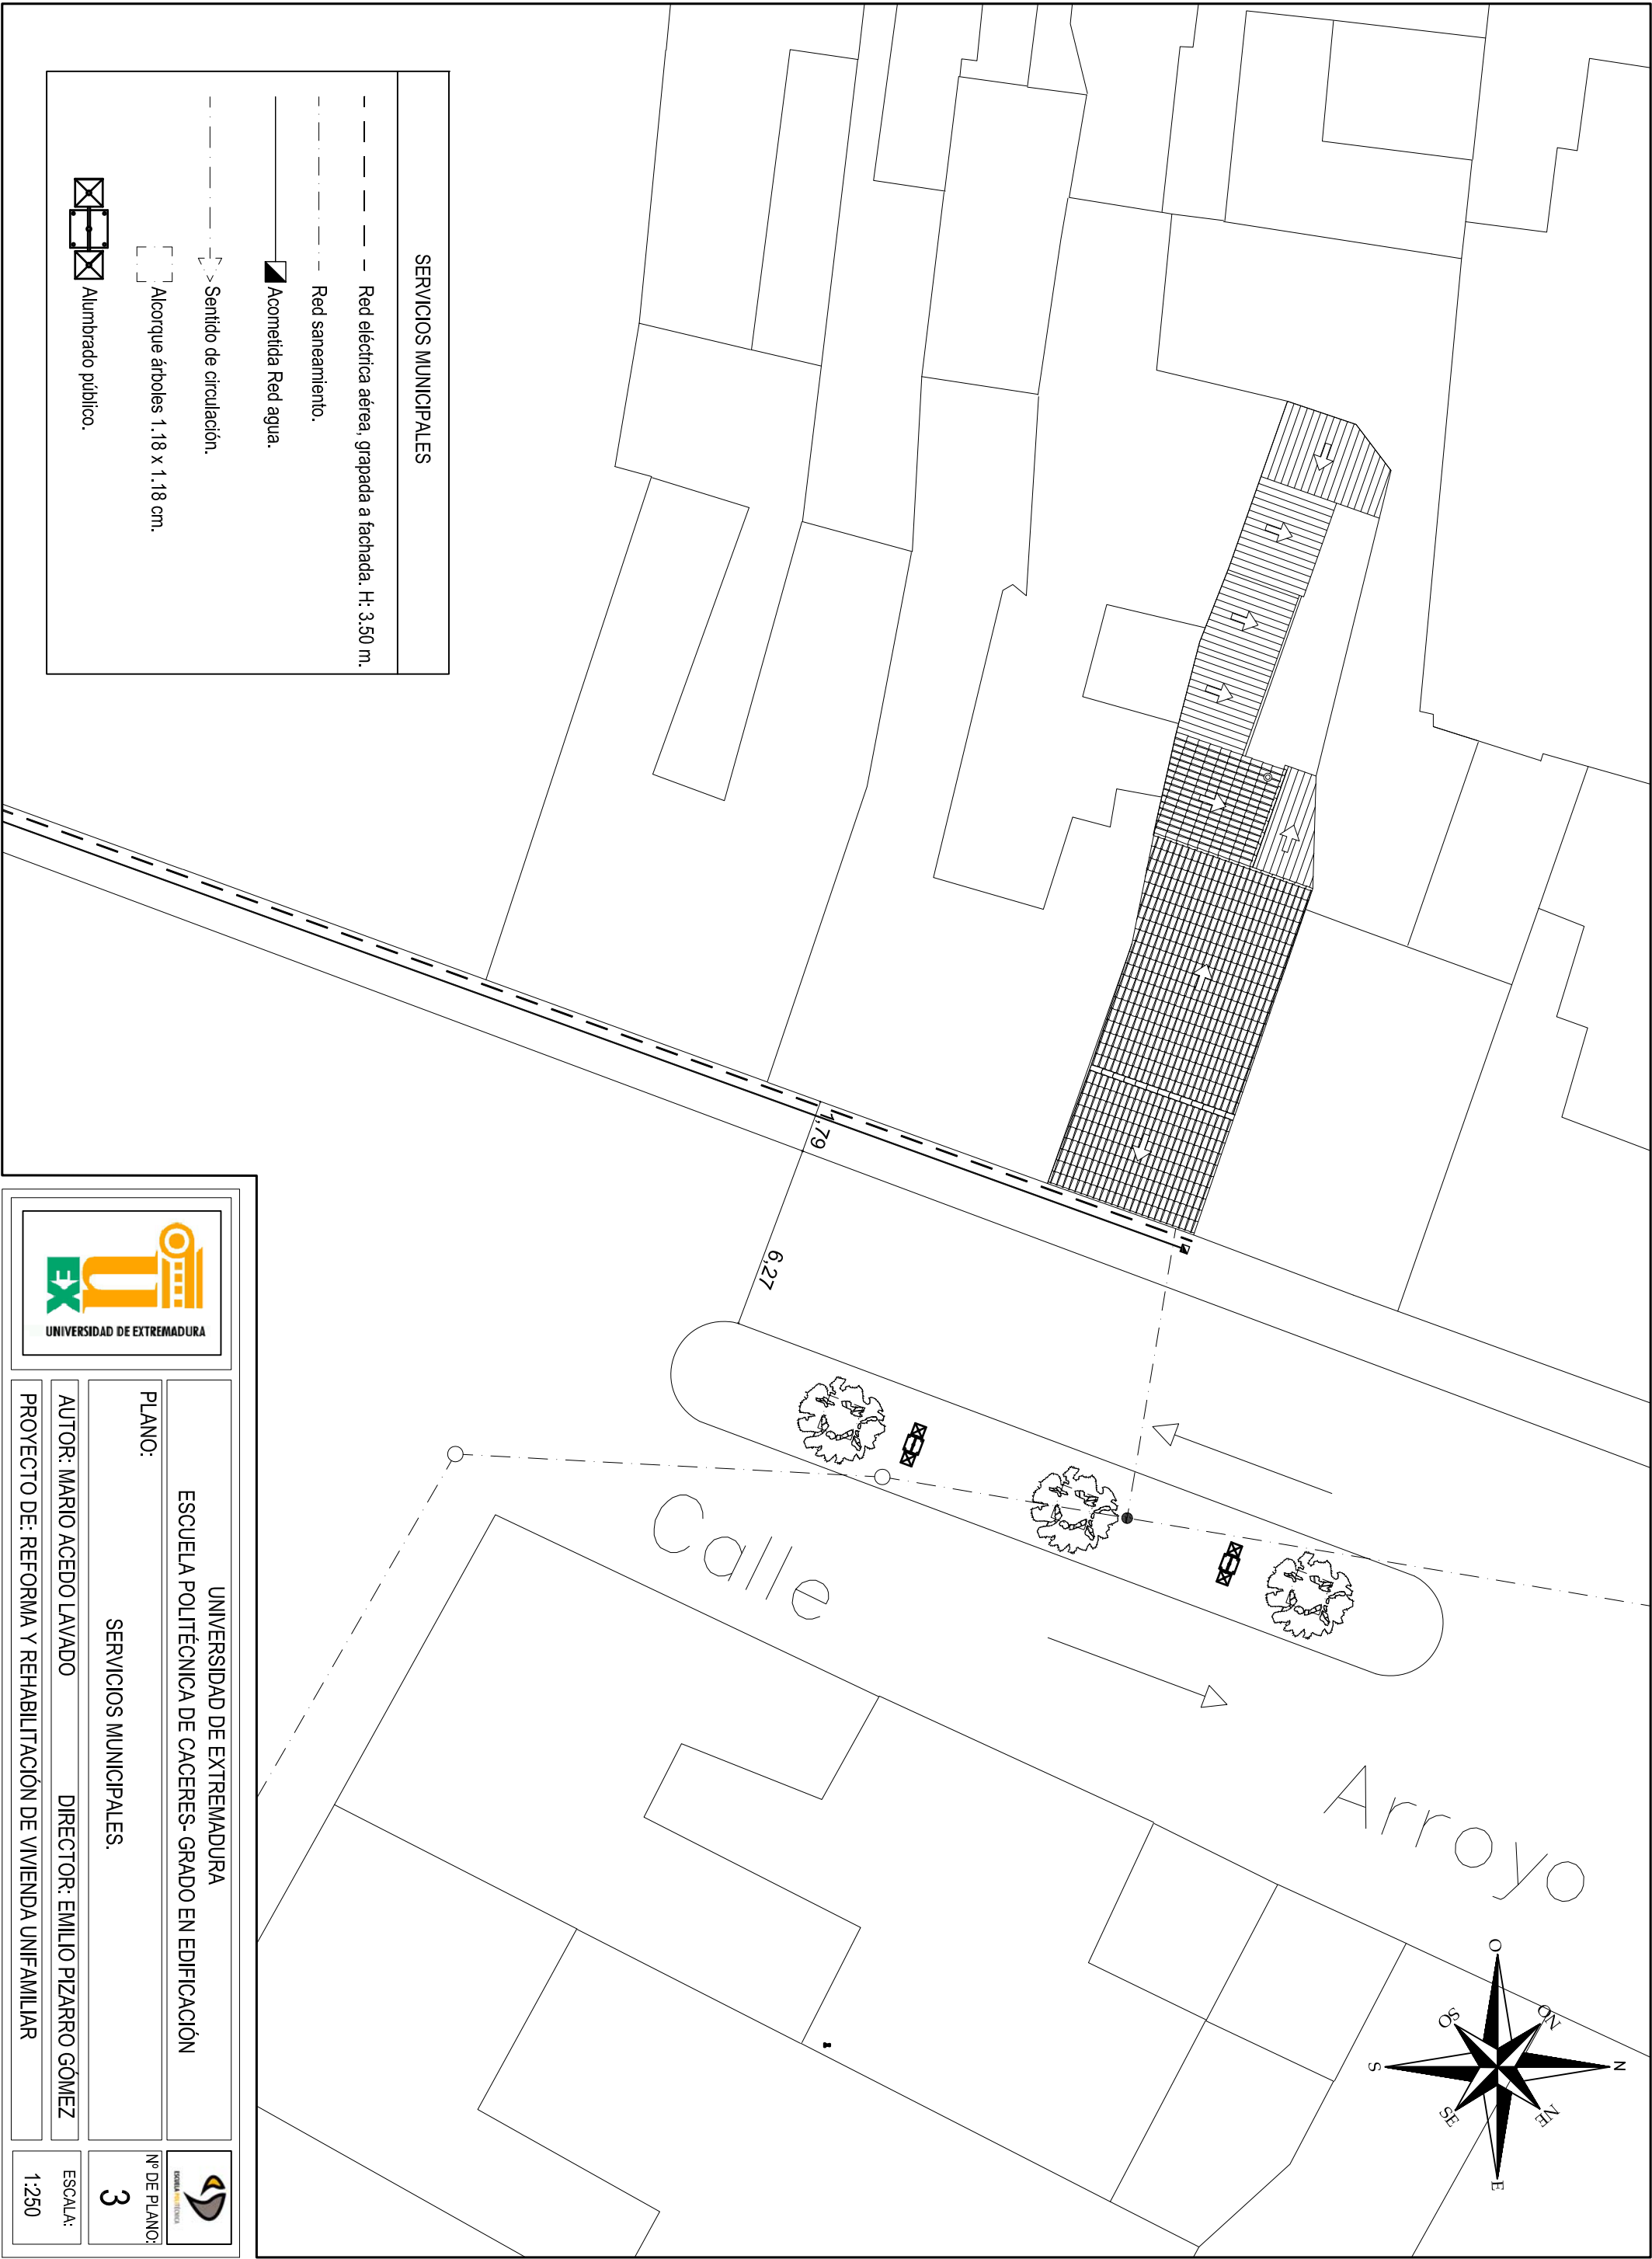 SERVICIOS MUNICIPALES
Red eléctrica aérea, grapada a fachada. H: 3.50 m.
Red saneamiento.
Acometida Red agua.
Sentido de circulación.
Alcorque árboles 1.18 x 1.18 cm.
Alumbrado público.
1,79
6,27
Calle
Arroyo
N
NE
E
SE
S
SO
O
NO
UNIVERSIDAD DE EXTREMADURA
ESCUELA POLITÉCNICA DE CACERES- GRADO EN EDIFICACIÓN
PLANO:
SERVICIOS MUNICIPALES.
AUTOR: MARIO ACEDO LAVADO DIRECTOR: EMILIO PIZARRO GÓMEZ
PROYECTO DE: REFORMA Y REHABILITACIÓN DE VIVIENDA UNIFAMILIAR
Nº DE PLANO:
3
ESCALA:
1:250
EX
UNIVERSIDAD DE EXTREMADURA
ESCUELA POLITÉCNICA